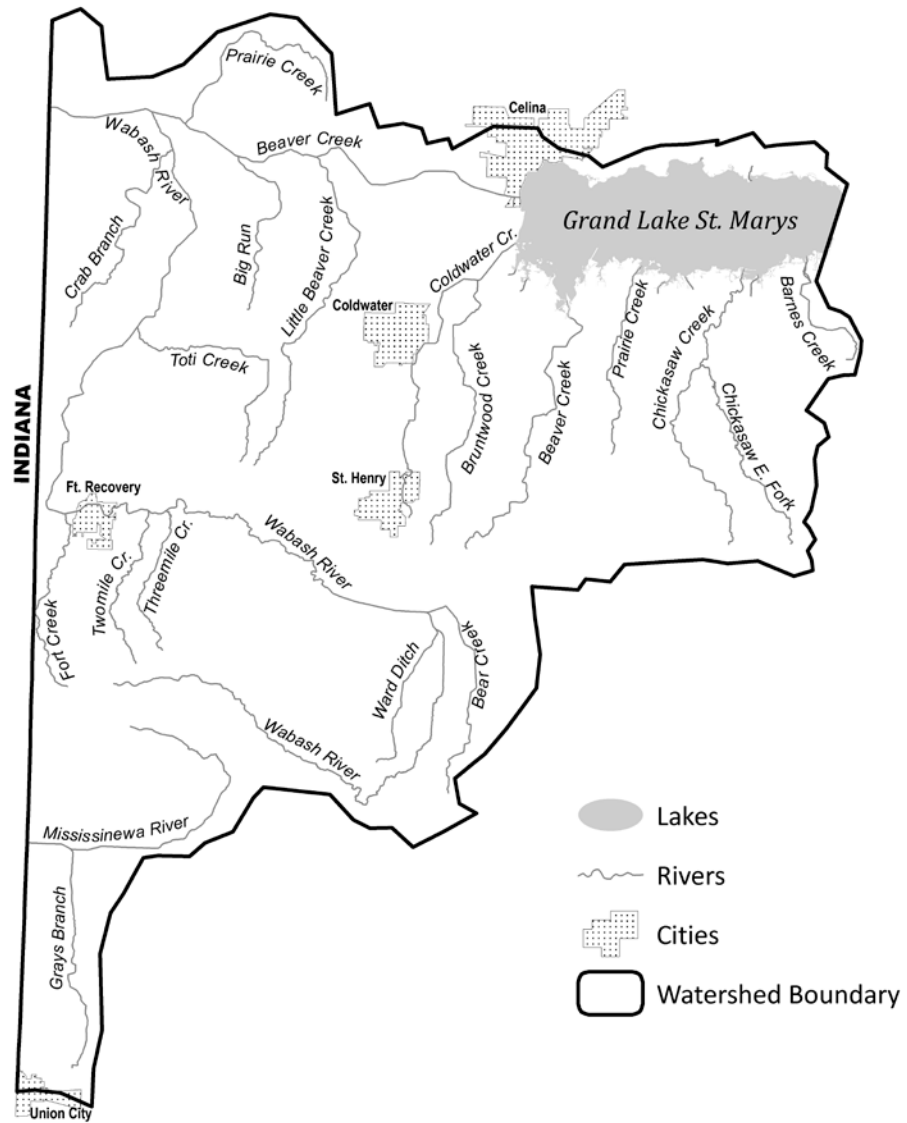 Prairie Creek
Celina
Wabash River
Beaver Creek
Grand Lake St. Marys
Crab Branch
Big Run
Little Beaver Creek
Coldwater Cr.
Coldwater
Barnes Creek
Prairie Creek
Chickasaw Creek
Toti Creek
Bruntwood Creek
Beaver Creek
Chickasaw E. Fork
INDIANA
Ft. Recovery
St. Henry
Wabash River
Twomile Cr.
Threemile Cr.
Fort Creek
Ward Ditch
Bear Creek
Wabash River
Mississinewa River
Grays Branch
Union City
Lakes
Rivers
Cities
Watershed Boundary